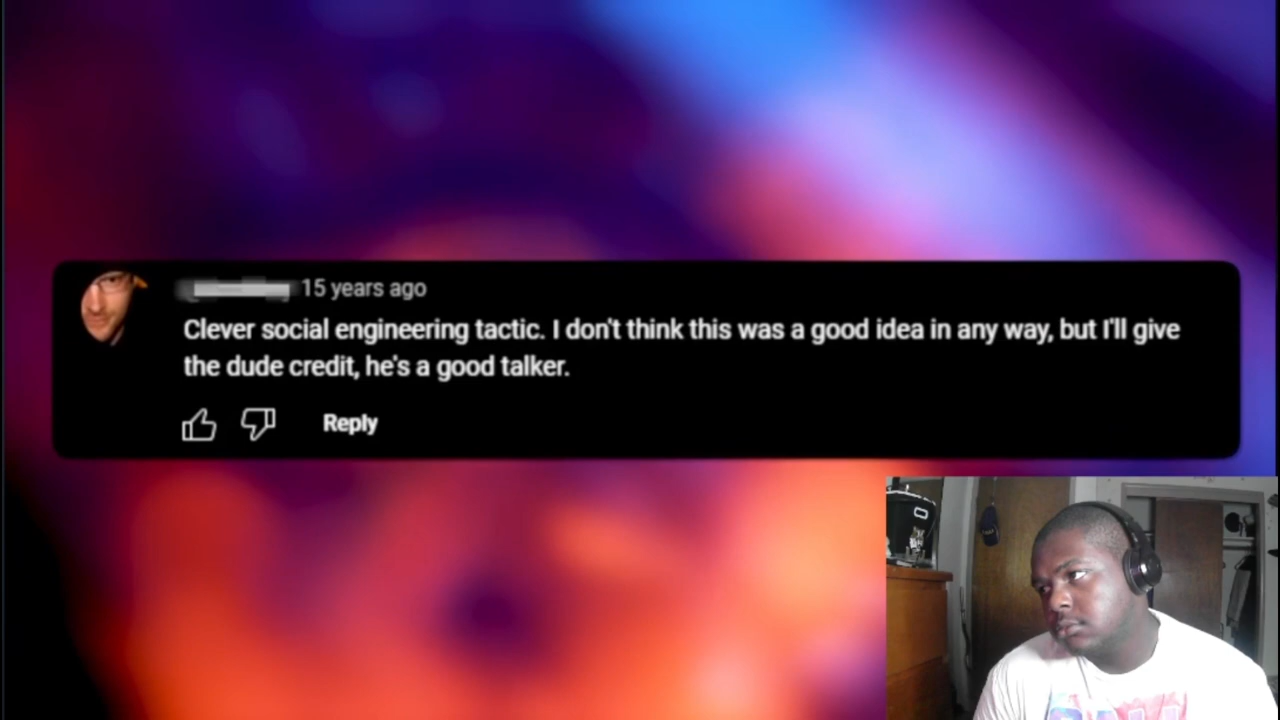 15 years ago
Clever social engineering tactic. I don't think this was a good idea in any way, but I'll give
the dude credit, he's a good talker.
Reply